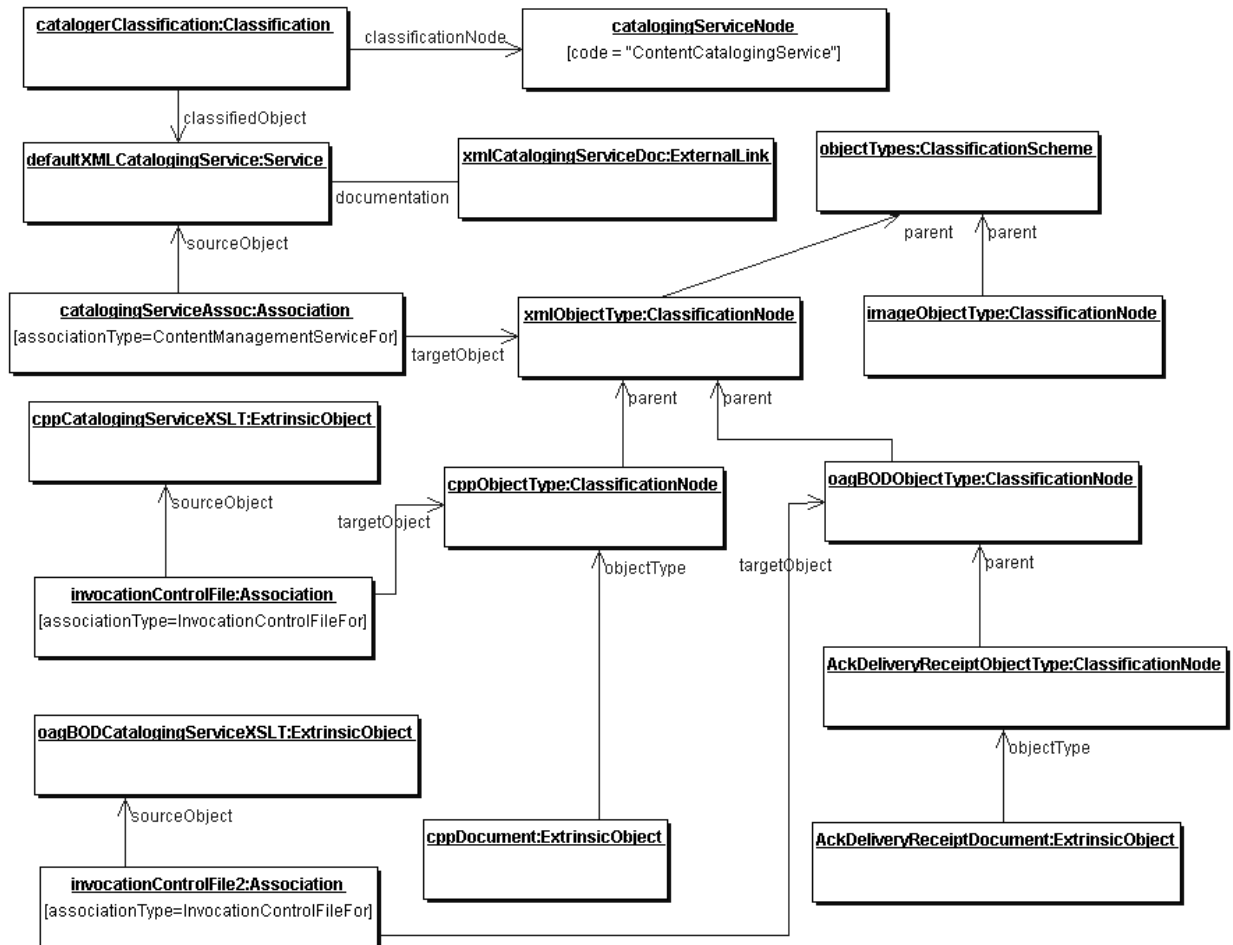 catalogerClassification:Classification
classificationNode
catalogingServiceNode
[code = "ContentCatalogingService"]
classifiedObject
defaultXMLCatalogingService:Service
documentation
xmlCatalogingServiceDoc:ExternalLink
objectTypes:ClassificationScheme
sourceObject
parent
parent
catalogingServiceAssoc:Association
[associationType=ContentManagementServiceFor]
targetObject
xmlObjectType:ClassificationNode
imageObjectType:ClassificationNode
parent
parent
cppCatalogingServiceXSLT:ExtrinsicObject
sourceObject
targetObject
cppObjectType:ClassificationNode
oagBODObjectType:ClassificationNode
objectType
targetObject
parent
invocationControlFile:Association
[associationType=InvocationControlFileFor]
AckDeliveryReceiptObjectType:ClassificationNode
oagBODCatalogingServiceXSLT:ExtrinsicObject
objectType
sourceObject
cppDocument:ExtrinsicObject
AckDeliveryReceiptDocument:ExtrinsicObject
invocationControlFile2:Association
[associationType=InvocationControlFileFor]